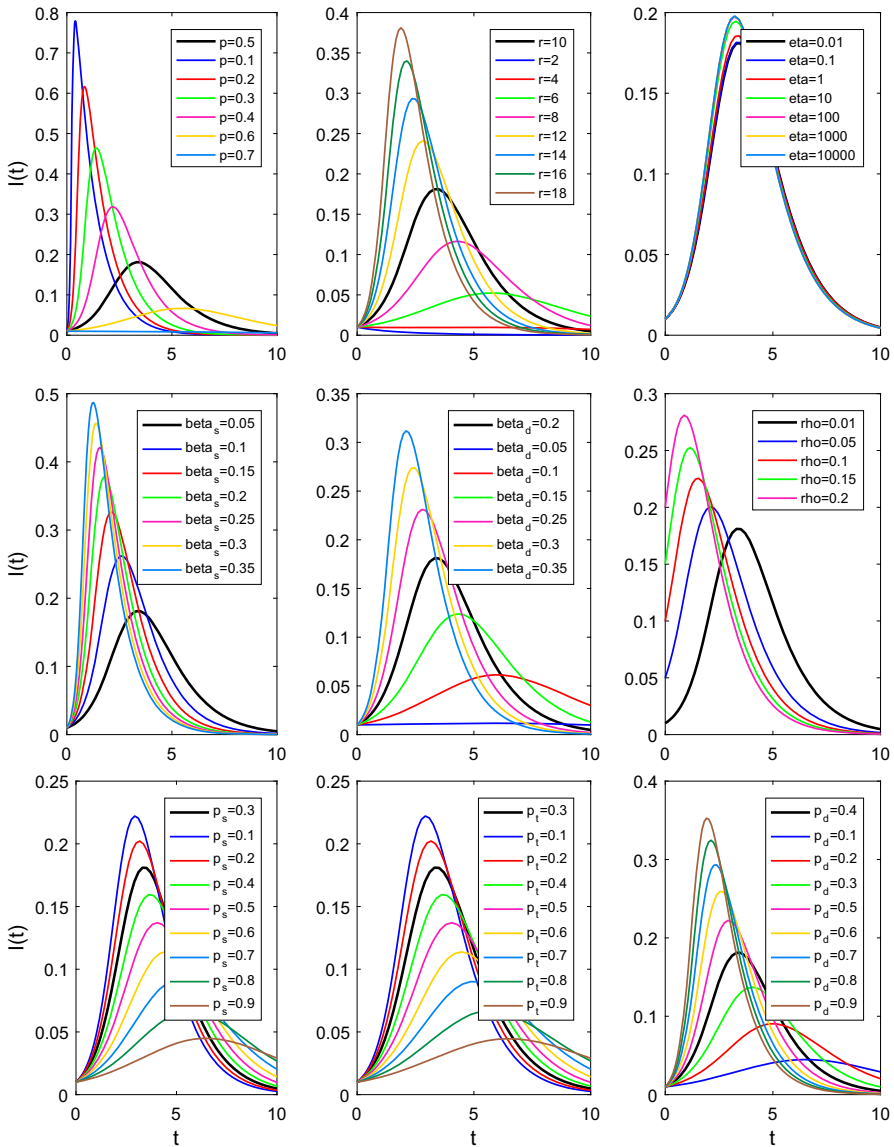 I(t)
0.8
0.7
0.6
0.5
0.4
0.3
0.2
0.1
0
0
5
10
p=0.5
p=0.1
p=0.2
p=0.3
p=0.4
p=0.6
p=0.7
0.4
0.35
0.3
0.25
0.2
0.15
0.1
0.05
0
0
5
10
r=10
r=2
r=4
r=6
r=8
r=12
r=14
r=16
r=18
0.2
0.15
0.1
0.05
0
0
5
10
eta=0.01
eta=0.1
eta=1
eta=10
eta=100
eta=1000
eta=10000
I(t)
0.5
0.4
0.3
0.2
0.1
0
0
5
10
beta_s=0.05
beta_s=0.1
beta_s=0.15
beta_s=0.2
beta_s=0.25
beta_s=0.3
beta_s=0.35
0.35
0.3
0.25
0.2
0.15
0.1
0.05
0
0
5
10
beta_d=0.2
beta_d=0.05
beta_d=0.1
beta_d=0.15
beta_d=0.25
beta_d=0.3
beta_d=0.35
0.3
0.25
0.2
0.15
0.1
0.05
0
0
5
10
rho=0.01
rho=0.05
rho=0.1
rho=0.15
rho=0.2
I(t)
0.25
0.2
0.15
0.1
0.05
0
0
5
10
t
p_s=0.3
p_s=0.1
p_s=0.2
p_s=0.4
p_s=0.5
p_s=0.6
p_s=0.7
p_s=0.8
p_s=0.9
0.25
0.2
0.15
0.1
0.05
0
0
5
10
t
p_t=0.3
p_t=0.1
p_t=0.2
p_t=0.4
p_t=0.5
p_t=0.6
p_t=0.7
p_t=0.8
p_t=0.9
0.4
0.3
0.2
0.1
0
0
5
10
t
p_d=0.4
p_d=0.1
p_d=0.2
p_d=0.3
p_d=0.5
p_d=0.6
p_d=0.7
p_d=0.8
p_d=0.9